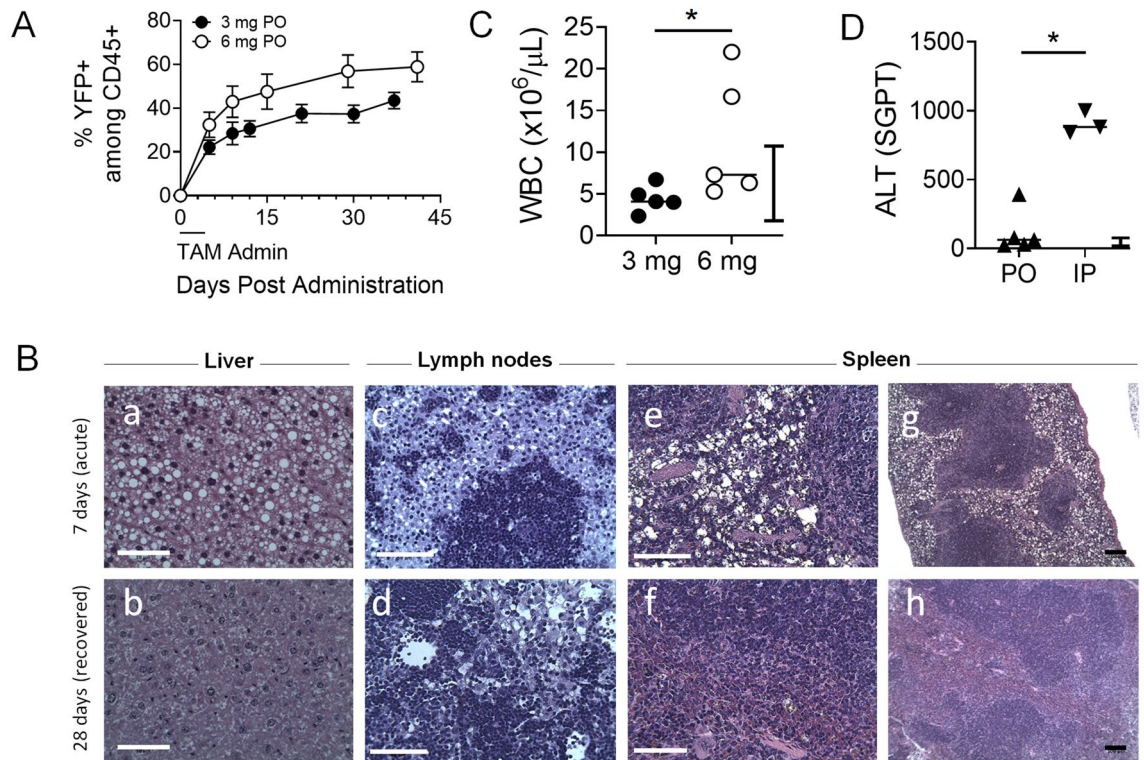 A
80
60
40
20
0
% YFP+
among CD45+
3 mg PO
6 mg PO
0 15 30 45
TAM Admin
Days Post Administration
C
*
25
20
15
10
5
0
WBC (x10⁶/μL)
3 mg 6 mg
D
*
1500
1000
500
0
ALT (SGPT)
PO IP
B
Liver Lymph nodes Spleen
7 days (acute)
a c e g
28 days (recovered)
b d f h